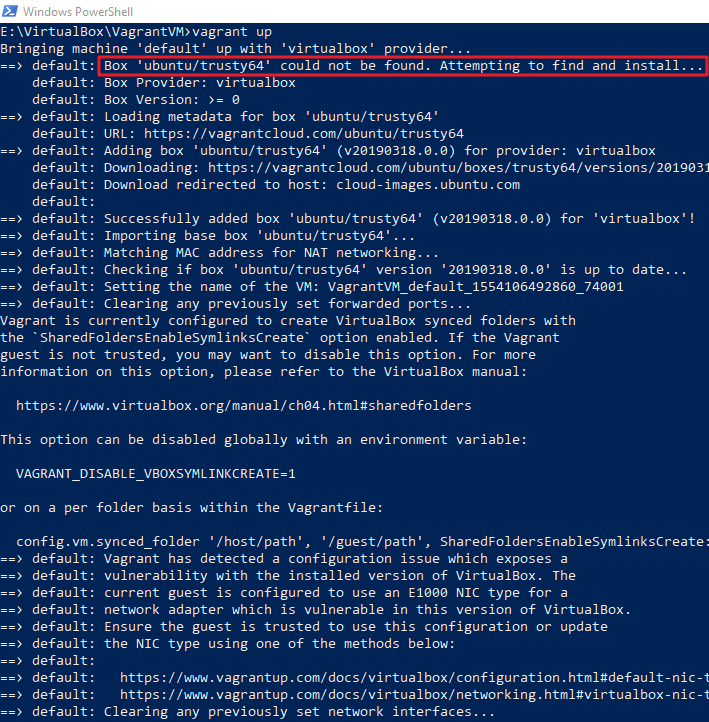 Windows PowerShell
E:\VirtualBox\VagrantVM>vagrant up
Bringing machine 'default' up with 'virtualbox' provider...
==> default: Box 'ubuntu/trusty64' could not be found. Attempting to find and install...
    default: Box Provider: virtualbox
    default: Box Version: >= 0
==> default: Loading metadata for box 'ubuntu/trusty64'
    default: URL: https://vagrantcloud.com/ubuntu/trusty64
==> default: Adding box 'ubuntu/trusty64' (v20190318.0.0) for provider: virtualbox
    default: Downloading: https://vagrantcloud.com/ubuntu/boxes/trusty64/versions/2019031
    default: Download redirected to host: cloud-images.ubuntu.com
    default:
==> default: Successfully added box 'ubuntu/trusty64' (v20190318.0.0) for 'virtualbox'!
==> default: Importing base box 'ubuntu/trusty64'...
==> default: Matching MAC address for NAT networking...
==> default: Checking if box 'ubuntu/trusty64' version '20190318.0.0' is up to date...
==> default: Setting the name of the VM: VagrantVM_default_1554106492860_74001
==> default: Clearing any previously set forwarded ports...
Vagrant is currently configured to create VirtualBox synced folders with
the `SharedFoldersEnableSymlinksCreate` option enabled. If the Vagrant
guest is not trusted, you may want to disable this option. For more
information on this option, please refer to the VirtualBox manual:
  https://www.virtualbox.org/manual/ch04.html#sharedfolders
This option can be disabled globally with an environment variable:
  VAGRANT_DISABLE_VBOXSYMLINKCREATE=1
or on a per folder basis within the Vagrantfile:
  config.vm.synced_folder '/host/path', '/guest/path', SharedFoldersEnableSymlinksCreate:
==> default: Vagrant has detected a configuration issue which exposes a
==> default: vulnerability with the installed version of VirtualBox. The
==> default: current guest is configured to use an E1000 NIC type for a
==> default: network adapter which is vulnerable in this version of VirtualBox.
==> default: Ensure the guest is trusted to use this configuration or update
==> default: the NIC type using one of the methods below:
==> default:
==> default:   https://www.vagrantup.com/docs/virtualbox/configuration.html#default-nic-t
==> default:   https://www.vagrantup.com/docs/virtualbox/networking.html#virtualbox-nic-t
==> default: Clearing any previously set network interfaces...